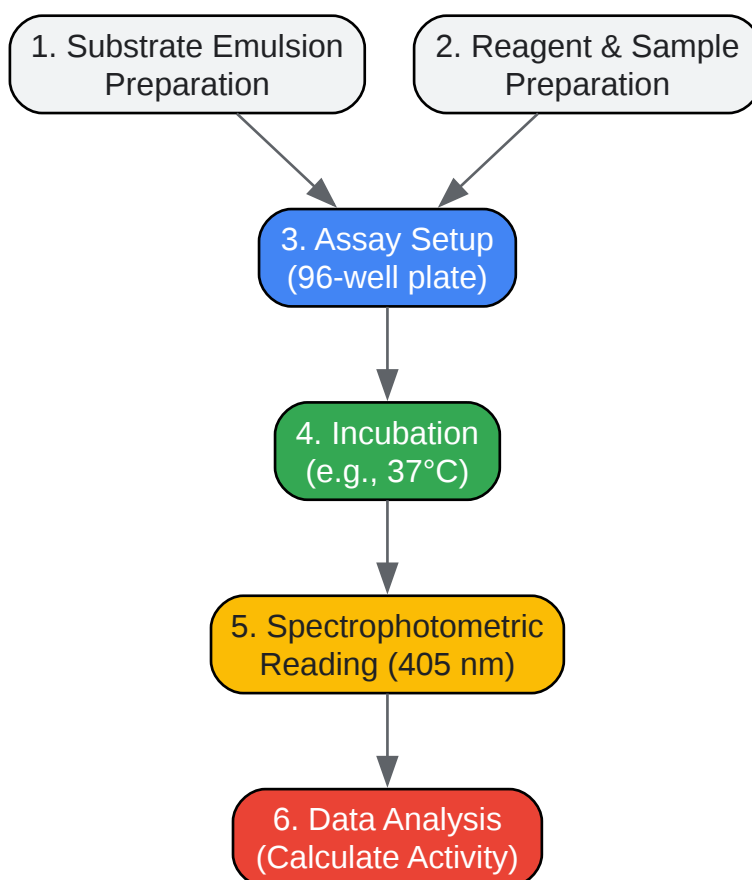 1. Substrate Emulsion
Preparation
2. Reagent & Sample
Preparation
3. Assay Setup
(96-well plate)
4. Incubation
(e.g., 37°C)
5. Spectrophotometric
Reading (405 nm)
6. Data Analysis
(Calculate Activity)